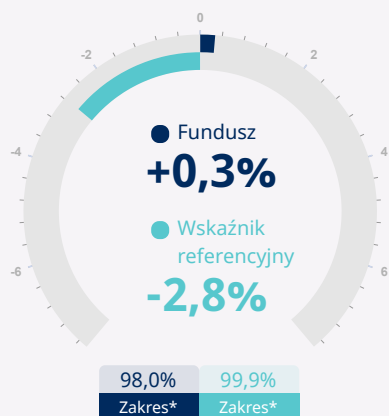 0
-2
2
-4
4
-6
6
Fundusz
+0,3%
Wskaźnik
referencyjny
-2,8%
98,0% 99,9%
Zakres* Zakres*